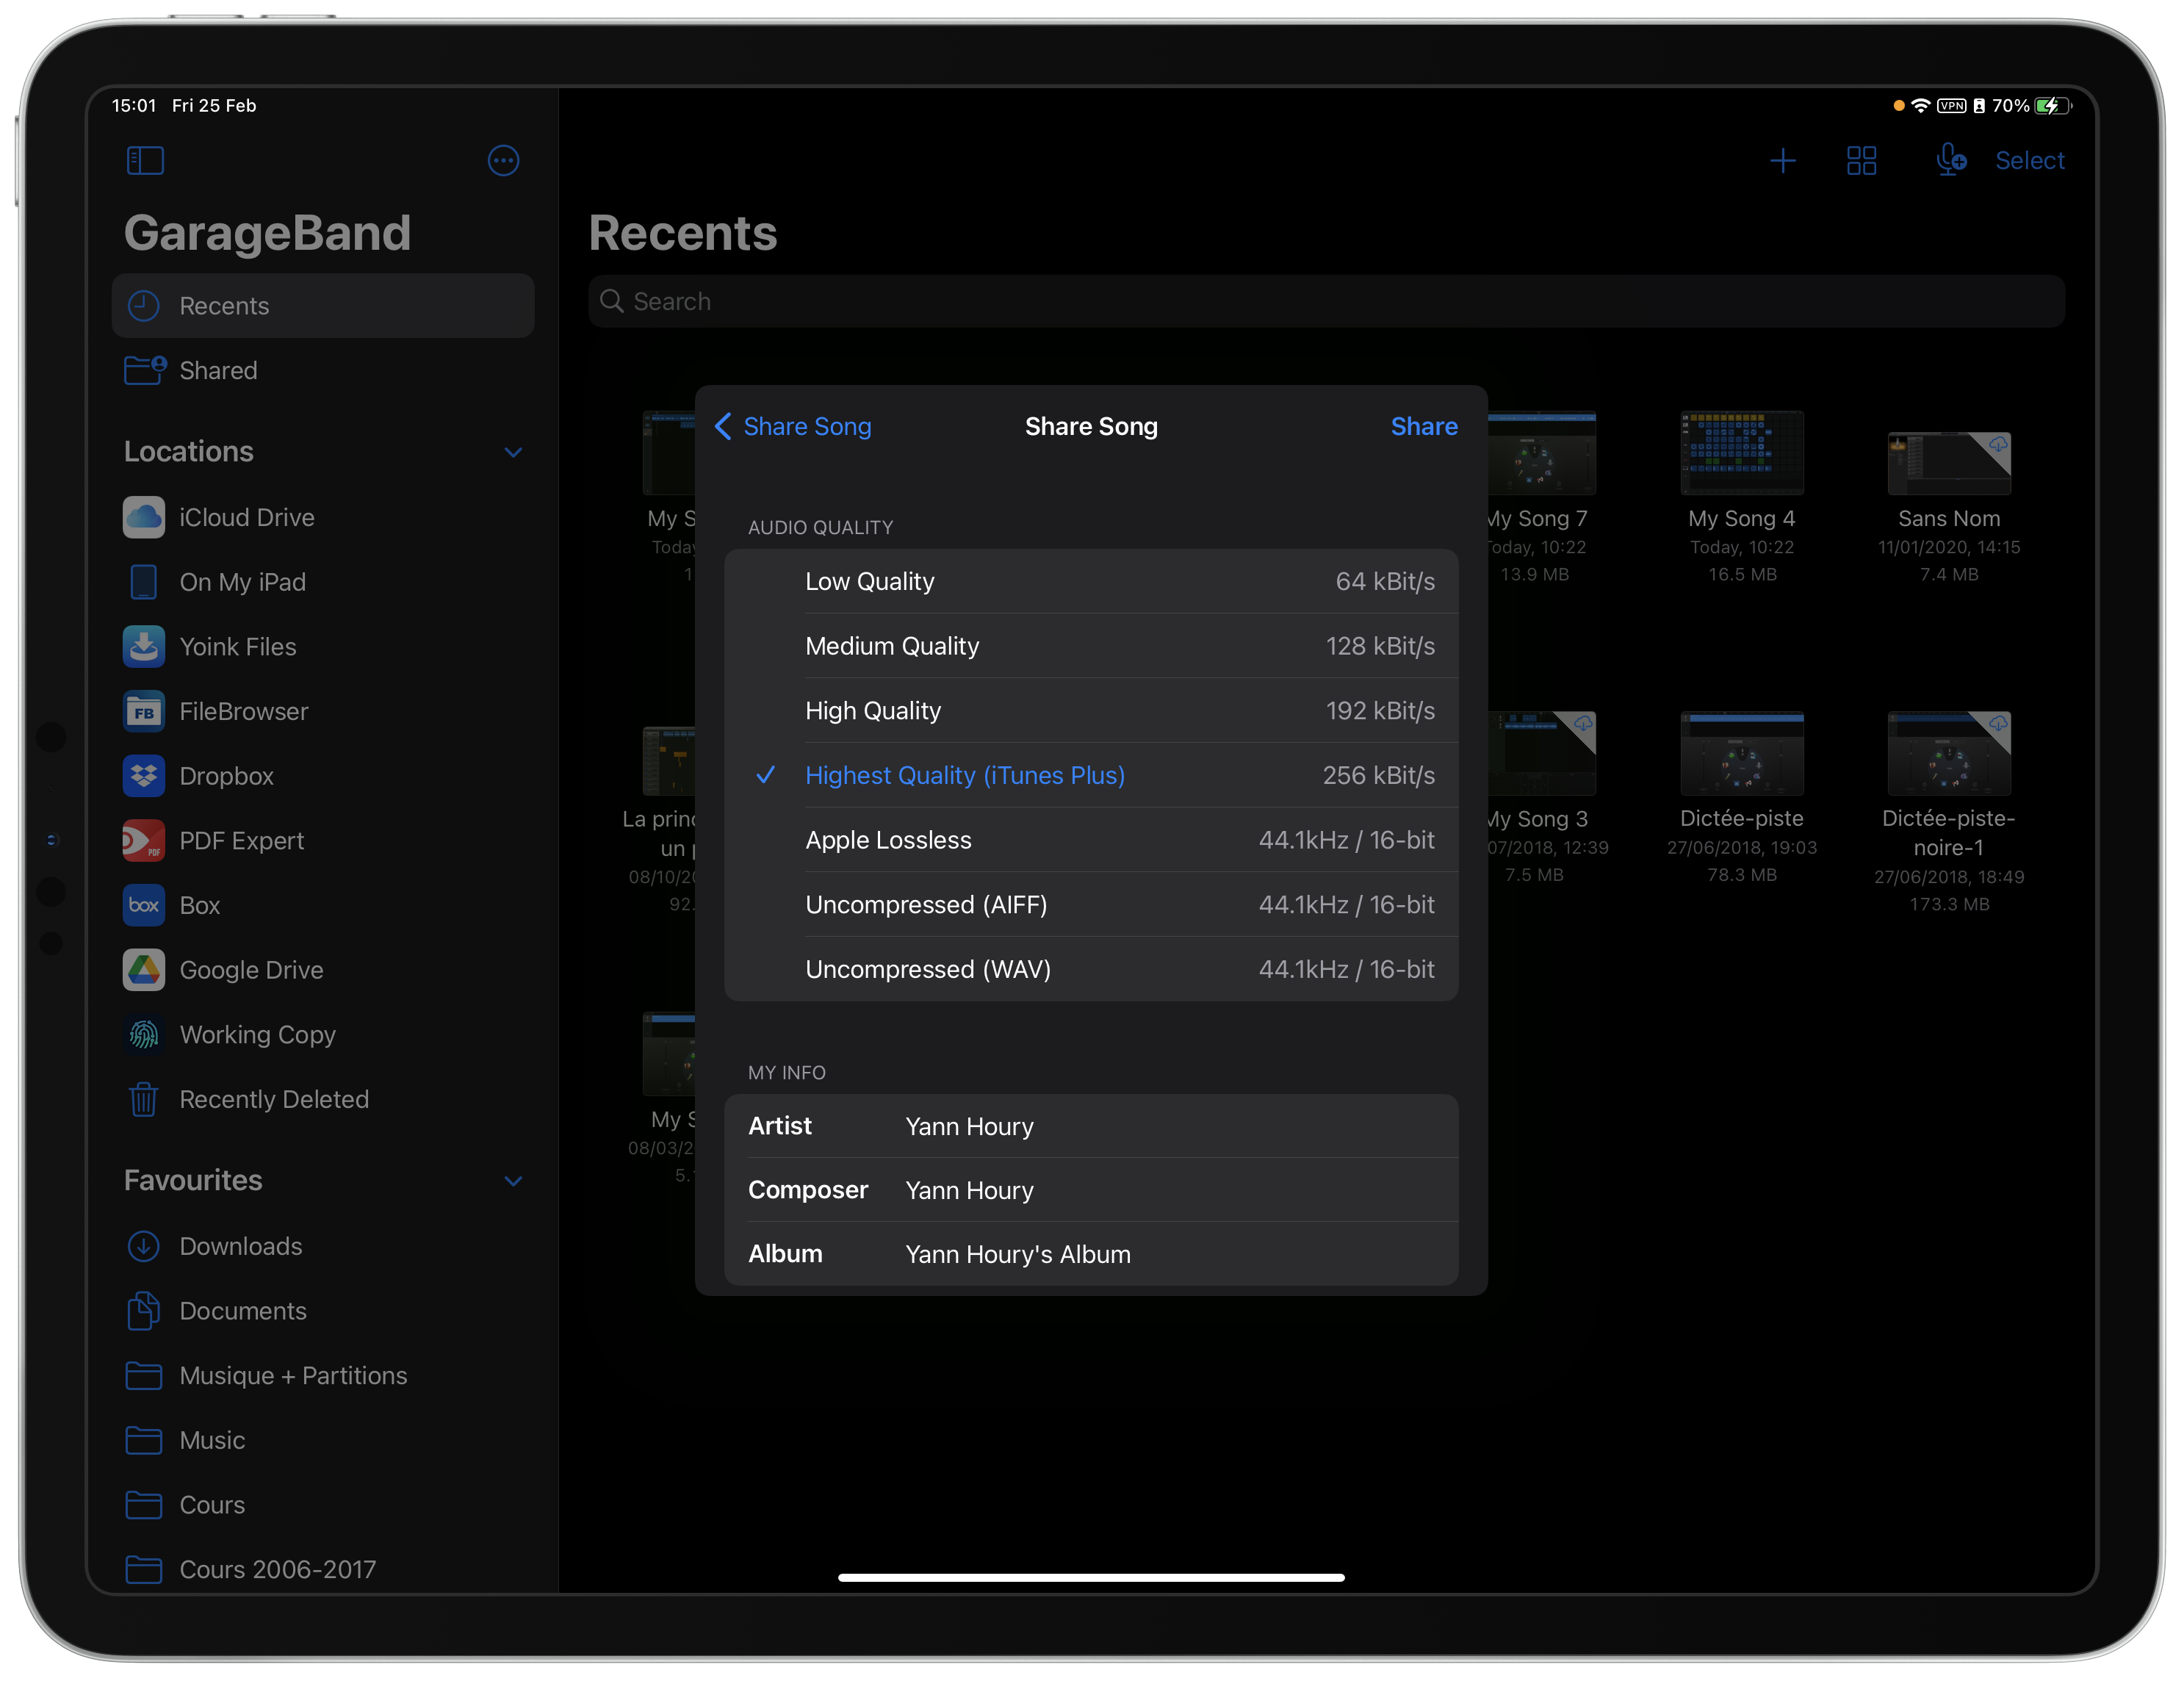 15:01 Fri 25 Feb
VPN 70%
GarageBand
Recents
Shared
Locations
iCloud Drive
On My iPad
Yoink Files
FB FileBrowser
Dropbox
PDF PDF Expert
box Box
Google Drive
Working Copy
Recently Deleted
Favourites
Downloads
Documents
Musique + Partitions
Music
Cours
Cours 2006-2017
Select
Recents
Search
My S
Today
1
My Song 7
Today, 10:22
13.9 MB
My Song 4
Today, 10:22
16.5 MB
Sans Nom
11/01/2020, 14:15
7.4 MB
La princ
un p
08/10/20
92.
My Song 3
07/2018, 12:39
7.5 MB
Dictée-piste
27/06/2018, 19:03
78.3 MB
Dictée-piste-
noire-1
27/06/2018, 18:49
173.3 MB
My S
08/03/2
5.
Share Song
Share Song
Share
AUDIO QUALITY
Low Quality 64 kBit/s
Medium Quality 128 kBit/s
High Quality 192 kBit/s
Highest Quality (iTunes Plus) 256 kBit/s
Apple Lossless 44.1kHz / 16-bit
Uncompressed (AIFF) 44.1kHz / 16-bit
Uncompressed (WAV) 44.1kHz / 16-bit
MY INFO
Artist Yann Houry
Composer Yann Houry
Album Yann Houry's Album